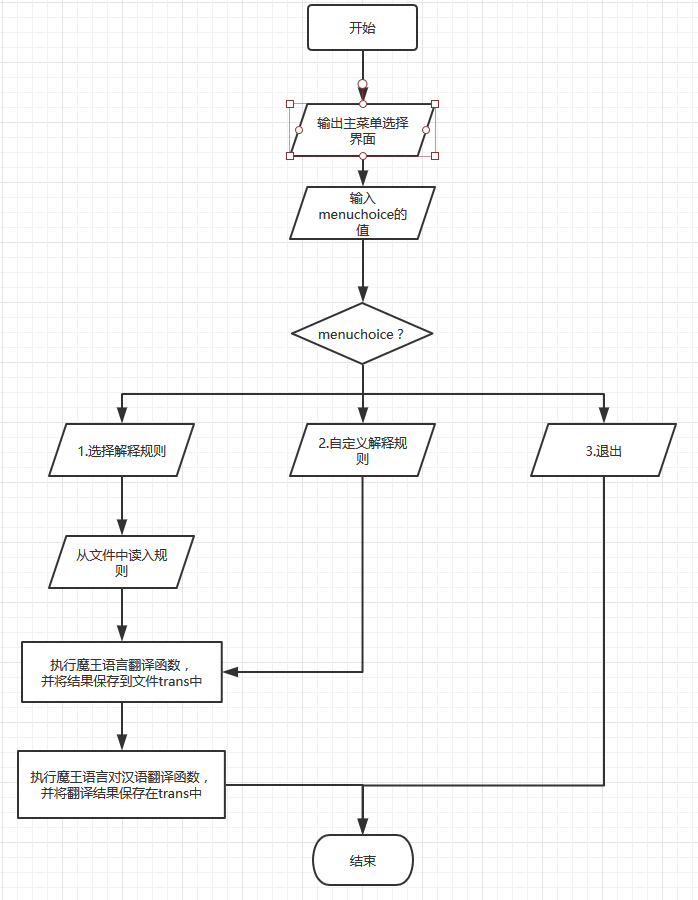 开始
输出主菜单选择
界面
输入
menuchoice的
值
menuchoice？
1.选择解释规则
2.自定义解释规
则
3.退出
从文件中读入规
则
执行魔王语言翻译函数，
并将结果保存到文件trans中
执行魔王语言对汉语翻译函数，
并将翻译结果保存在trans中
结束